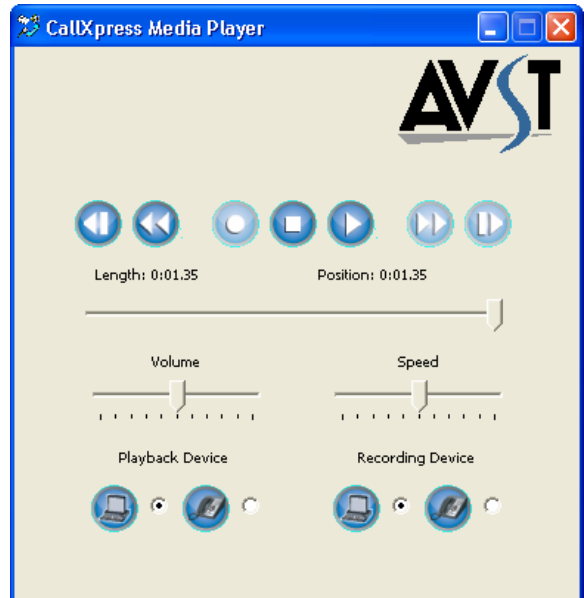 CallXpress Media Player
AVST
Length: 0:01.35 Position: 0:01.35
Volume Speed
Playback Device Recording Device